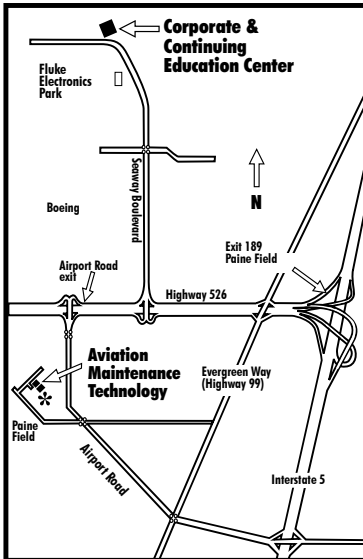 Corporate &
Continuing
Education Center
Fluke
Electronics
Park
Seaway Boulevard
N
Boeing
Exit 189
Paine Field
Airport Road
exit
Highway 526
Aviation
Maintenance
Technology
Evergreen Way
(Highway 99)
Paine
Field
Airport Road
Interstate 5